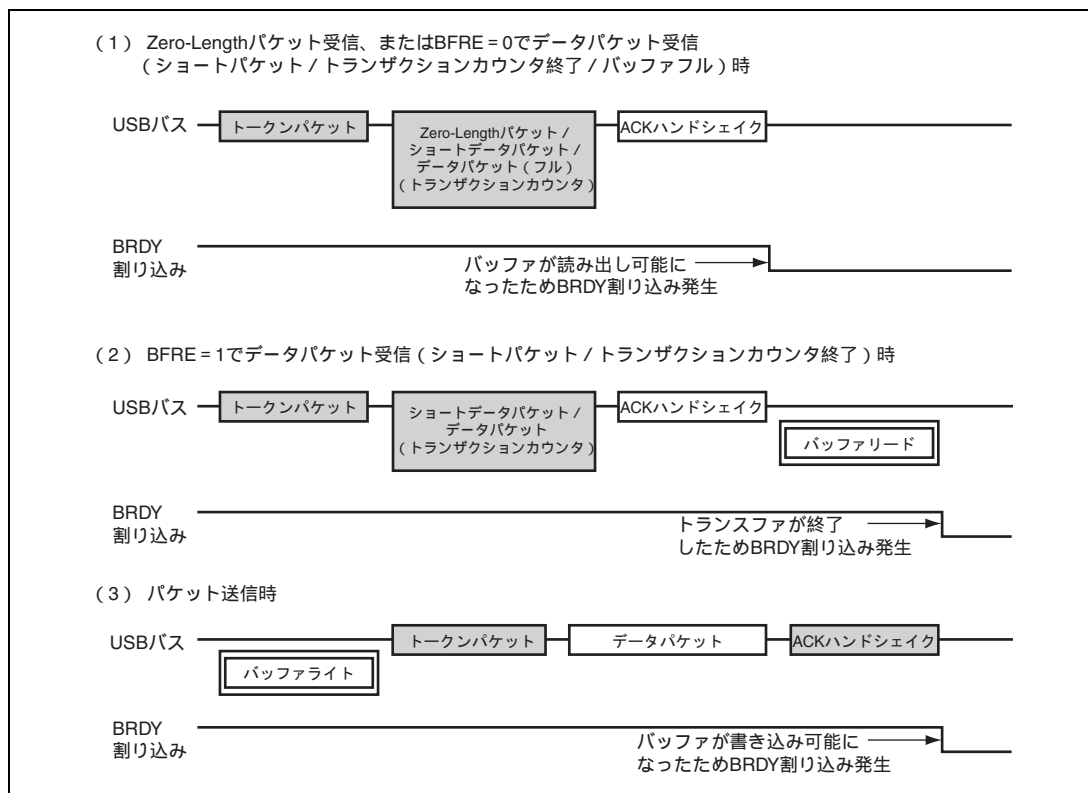 （1） Zero-Lengthパケット受信、またはBFRE = 0でデータパケット受信
（ショートパケット / トランザクションカウンタ終了 / バッファフル）時
USBバス
トークンパケット
Zero-Lengthパケット /
ショートデータパケット /
データパケット（フル）
（トランザクションカウンタ）
ACKハンドシェイク
BRDY
割り込み
バッファが読み出し可能に
なったためBRDY割り込み発生
（2） BFRE = 1でデータパケット受信（ショートパケット / トランザクションカウンタ終了）時
USBバス
トークンパケット
ショートデータパケット /
データパケット
（トランザクションカウンタ）
ACKハンドシェイク
バッファリード
BRDY
割り込み
トランスファが終了
したためBRDY割り込み発生
（3） パケット送信時
USBバス
トークンパケット
データパケット
ACKハンドシェイク
バッファライト
BRDY
割り込み
バッファが書き込み可能に
なったためBRDY割り込み発生